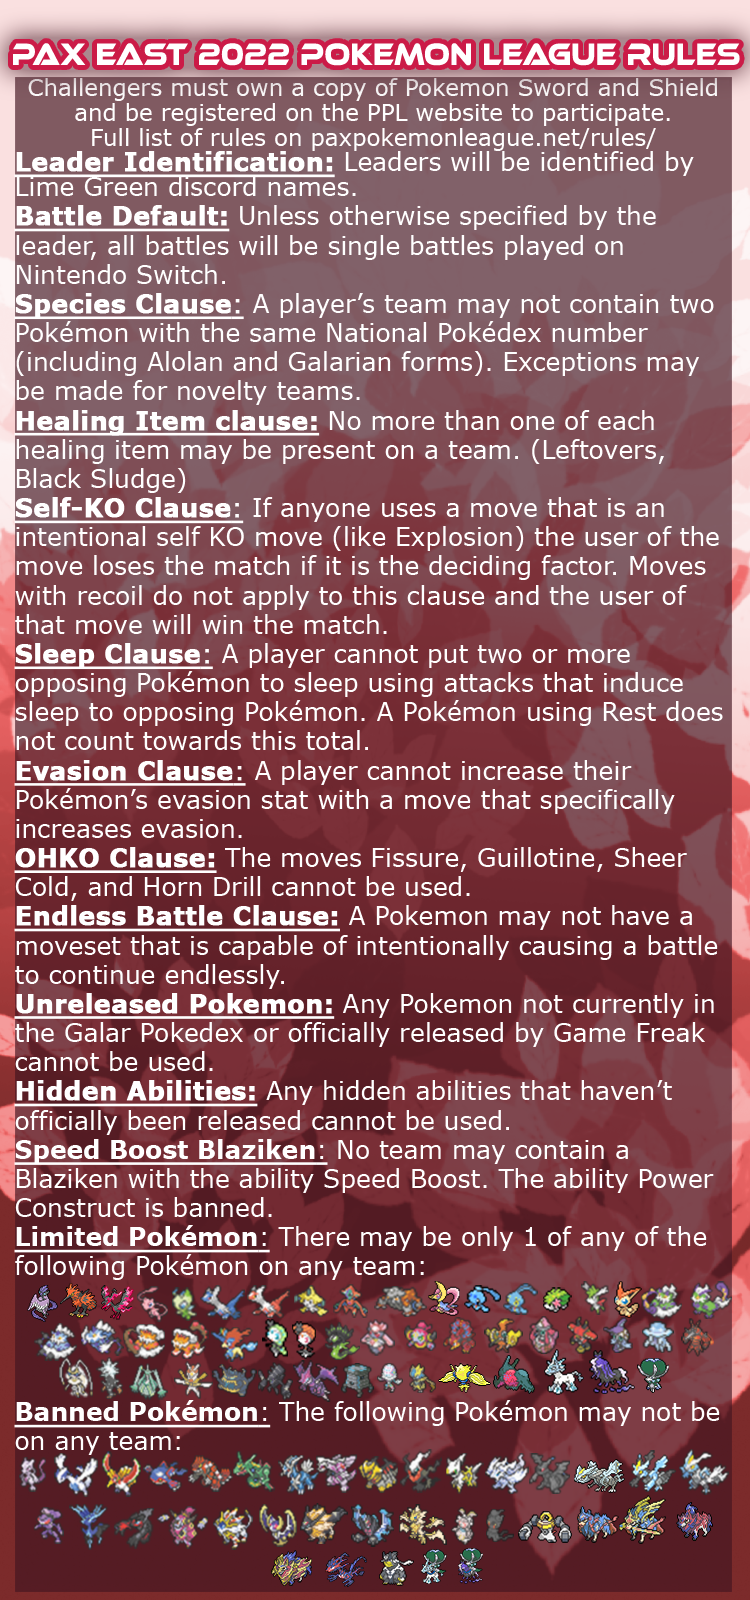 PAX EAST 2022 POKEMON LEAGUE RULES
Challengers must own a copy of Pokemon Sword and Shield
and be registered on the PPL website to participate.
Full list of rules on paxpokemonleague.net/rules/
Leader Identification: Leaders will be identified by
Lime Green discord names.
Battle Default: Unless otherwise specified by the
leader, all battles will be single battles played on
Nintendo Switch.
Species Clause: A player’s team may not contain two
Pokémon with the same National Pokédex number
(including Alolan and Galarian forms). Exceptions may
be made for novelty teams.
Healing Item clause: No more than one of each
healing item may be present on a team. (Leftovers,
Black Sludge)
Self-KO Clause: If anyone uses a move that is an
intentional self KO move (like Explosion) the user of the
move loses the match if it is the deciding factor. Moves
with recoil do not apply to this clause and the user of
that move will win the match.
Sleep Clause: A player cannot put two or more
opposing Pokémon to sleep using attacks that induce
sleep to opposing Pokémon. A Pokémon using Rest does
not count towards this total.
Evasion Clause: A player cannot increase their
Pokémon’s evasion stat with a move that specifically
increases evasion.
OHKO Clause: The moves Fissure, Guillotine, Sheer
Cold, and Horn Drill cannot be used.
Endless Battle Clause: A Pokemon may not have a
moveset that is capable of intentionally causing a battle
to continue endlessly.
Unreleased Pokemon: Any Pokemon not currently in
the Galar Pokedex or officially released by Game Freak
cannot be used.
Hidden Abilities: Any hidden abilities that haven’t
officially been released cannot be used.
Speed Boost Blaziken: No team may contain a
Blaziken with the ability Speed Boost. The ability Power
Construct is banned.
Limited Pokémon: There may be only 1 of any of the
following Pokémon on any team:
Banned Pokémon: The following Pokémon may not be
on any team: